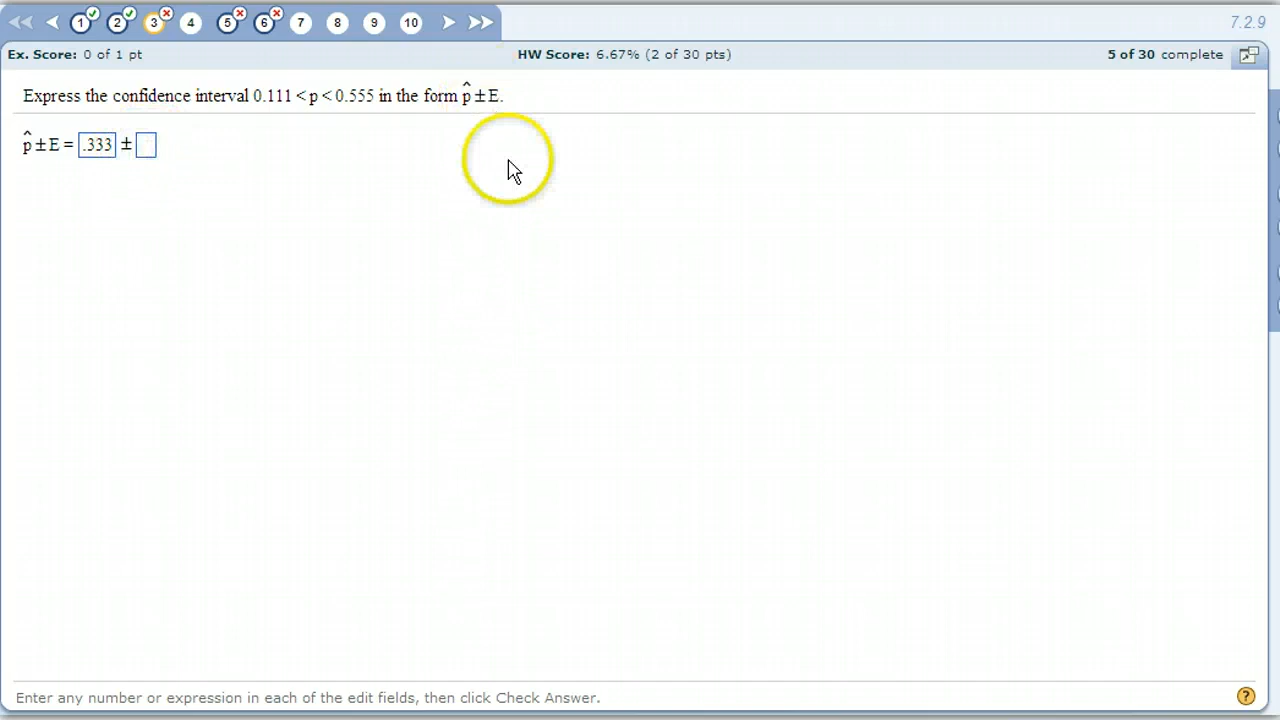 1 2 3 4 5 6 7 8 9 10
7.2.9
Ex. Score: 0 of 1 pt
HW Score: 6.67% (2 of 30 pts)
5 of 30 complete
Express the confidence interval 0.111 < p < 0.555 in the form p̂ ± E.
p̂ ± E = .333 ±
Enter any number or expression in each of the edit fields, then click Check Answer.
?